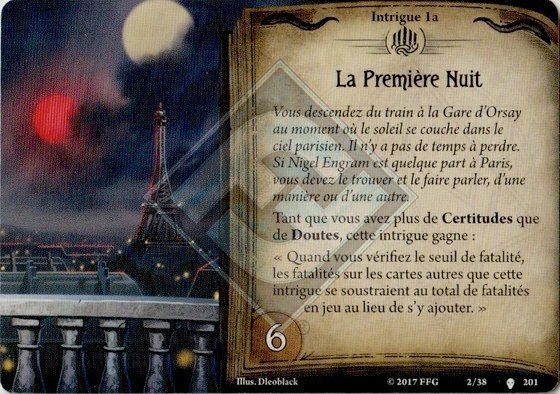 Intrigue 1a
La Première Nuit
Vous descendez du train à la Gare d'Orsay
au moment où le soleil se couche dans le
ciel parisien. Il n'y a pas de temps à perdre.
Si Nigel Engram est quelque part à Paris,
vous devez le trouver et le faire parler, d'une
manière ou d'une autre.
Tant que vous avez plus de Certitudes que
de Doutes, cette intrigue gagne :
« Quand vous vérifiez le seuil de fatalité,
les fatalités sur les cartes autres que cette
intrigue se soustraient au total de fatalités
en jeu au lieu de s'y ajouter. »
6
Illus. Dleoblack © 2017 FFG 2/38 201